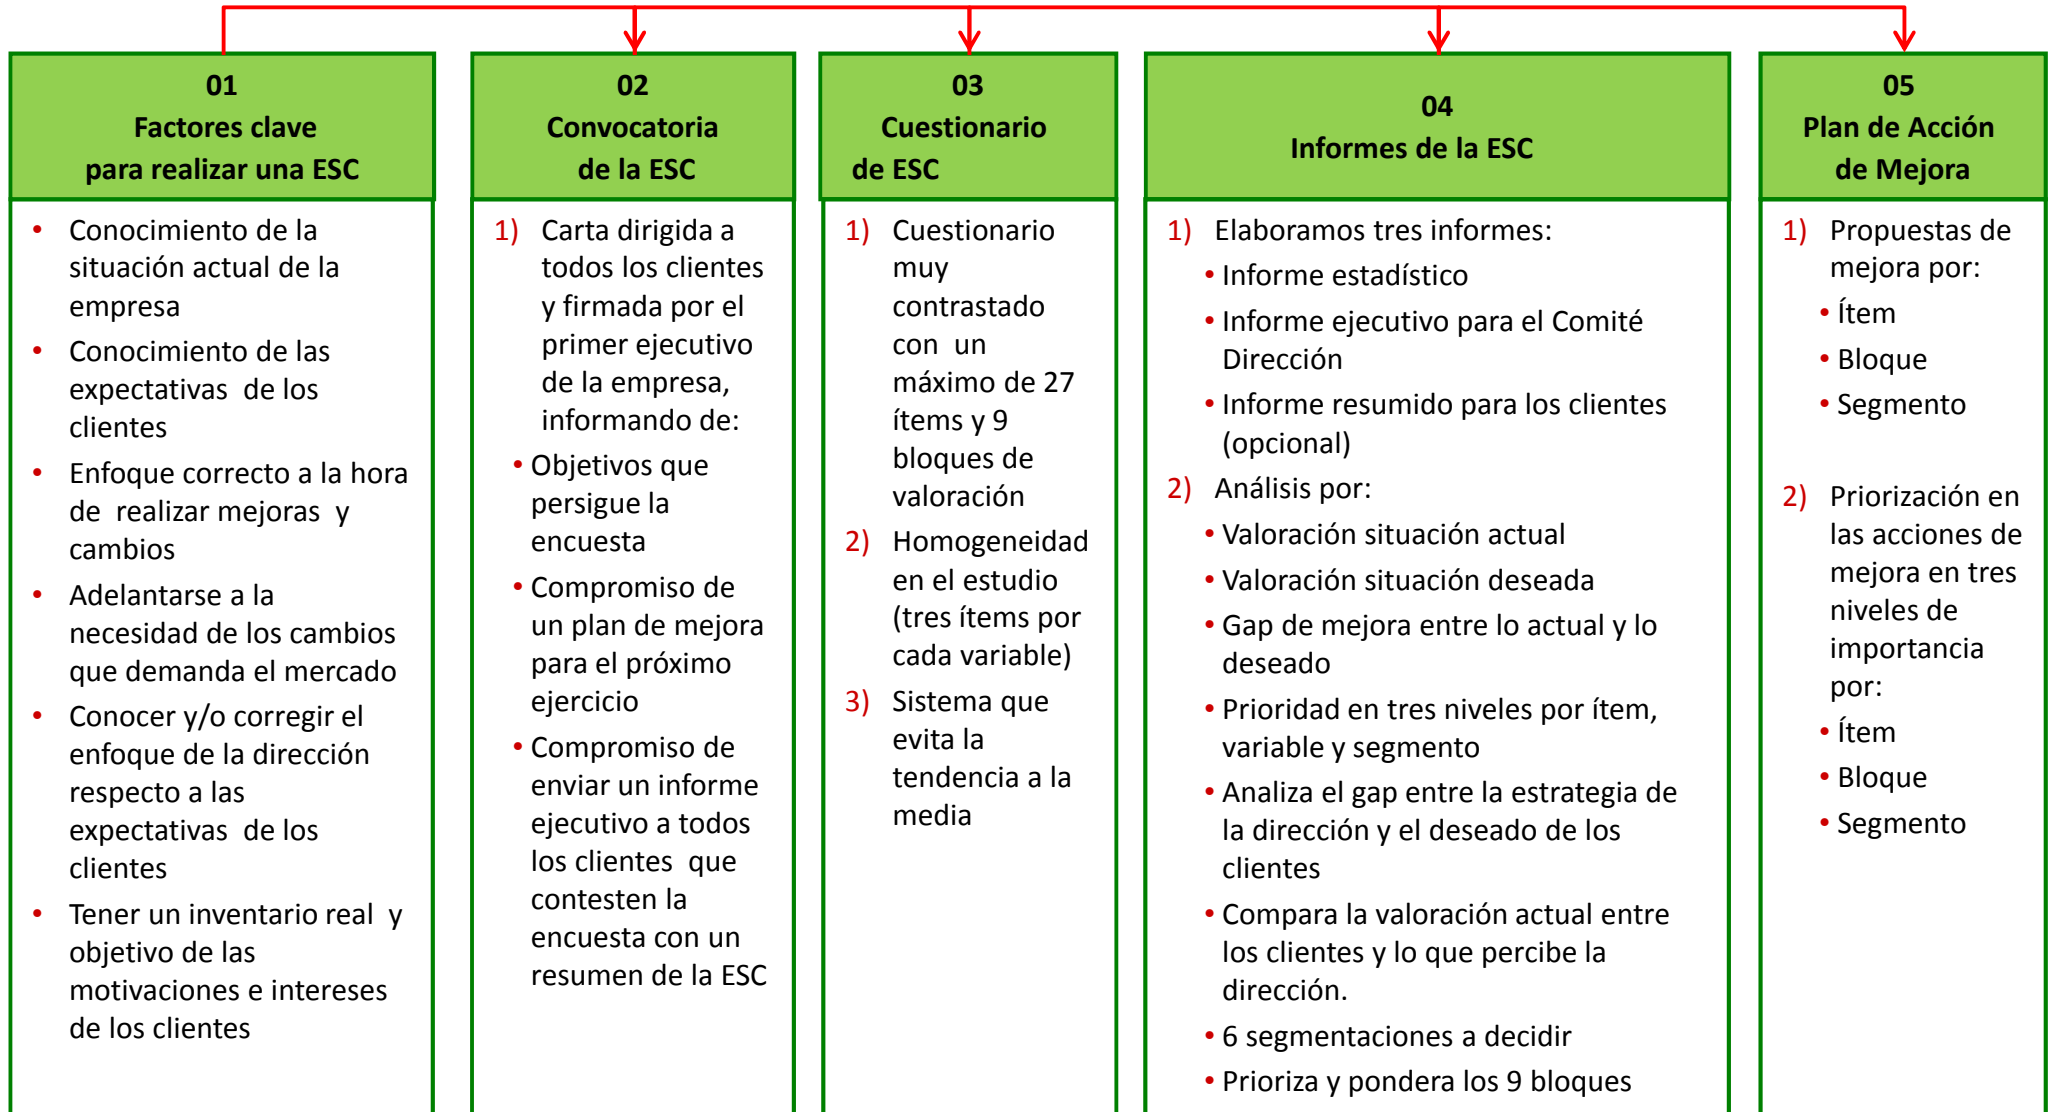 01
Factores clave
para realizar una ESC
• Conocimiento de la
situación actual de la
empresa
• Conocimiento de las
expectativas de los
clientes
• Enfoque correcto a la hora
de realizar mejoras y
cambios
• Adelantarse a la
necesidad de los cambios
que demanda el mercado
• Conocer y/o corregir el
enfoque de la dirección
respecto a las
expectativas de los
clientes
• Tener un inventario real y
objetivo de las
motivaciones e intereses
de los clientes
02
Convocatoria
de la ESC
1) Carta dirigida a
todos los clientes
y firmada por el
primer ejecutivo
de la empresa,
informando de:
• Objetivos que
persigue la
encuesta
• Compromiso de
un plan de mejora
para el próximo
ejercicio
• Compromiso de
enviar un informe
ejecutivo a todos
los clientes que
contesten la
encuesta con un
resumen de la ESC
03
Cuestionario
de ESC
1) Cuestionario
muy
contrastado
con un
máximo de 27
ítems y 9
bloques de
valoración
2) Homogeneidad
en el estudio
(tres ítems por
cada variable)
3) Sistema que
evita la
tendencia a la
media
04
Informes de la ESC
1) Elaboramos tres informes:
• Informe estadístico
• Informe ejecutivo para el Comité
Dirección
• Informe resumido para los clientes
(opcional)
2) Análisis por:
• Valoración situación actual
• Valoración situación deseada
• Gap de mejora entre lo actual y lo
deseado
• Prioridad en tres niveles por ítem,
variable y segmento
• Analiza el gap entre la estrategia de
la dirección y el deseado de los
clientes
• Compara la valoración actual entre
los clientes y lo que percibe la
dirección.
• 6 segmentaciones a decidir
• Prioriza y pondera los 9 bloques
05
Plan de Acción
de Mejora
1) Propuestas de
mejora por:
• Ítem
• Bloque
• Segmento
2) Priorización en
las acciones de
mejora en tres
niveles de
importancia
por:
• Ítem
• Bloque
• Segmento